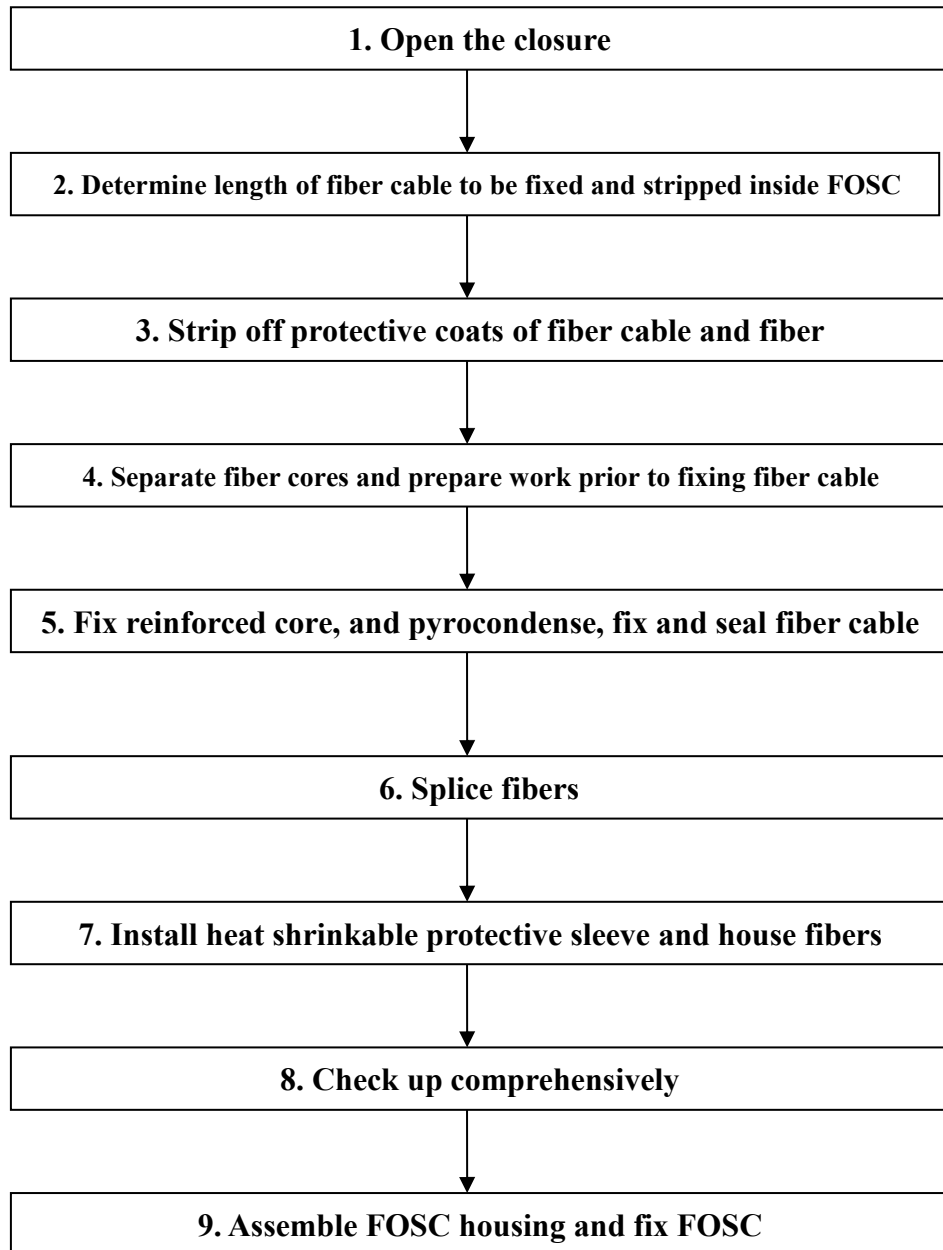 1. Open the closure
2. Determine length of fiber cable to be fixed and stripped inside FOSC
3. Strip off protective coats of fiber cable and fiber
4. Separate fiber cores and prepare work prior to fixing fiber cable
5. Fix reinforced core, and pyrocondense, fix and seal fiber cable
6. Splice fibers
7. Install heat shrinkable protective sleeve and house fibers
8. Check up comprehensively
9. Assemble FOSC housing and fix FOSC